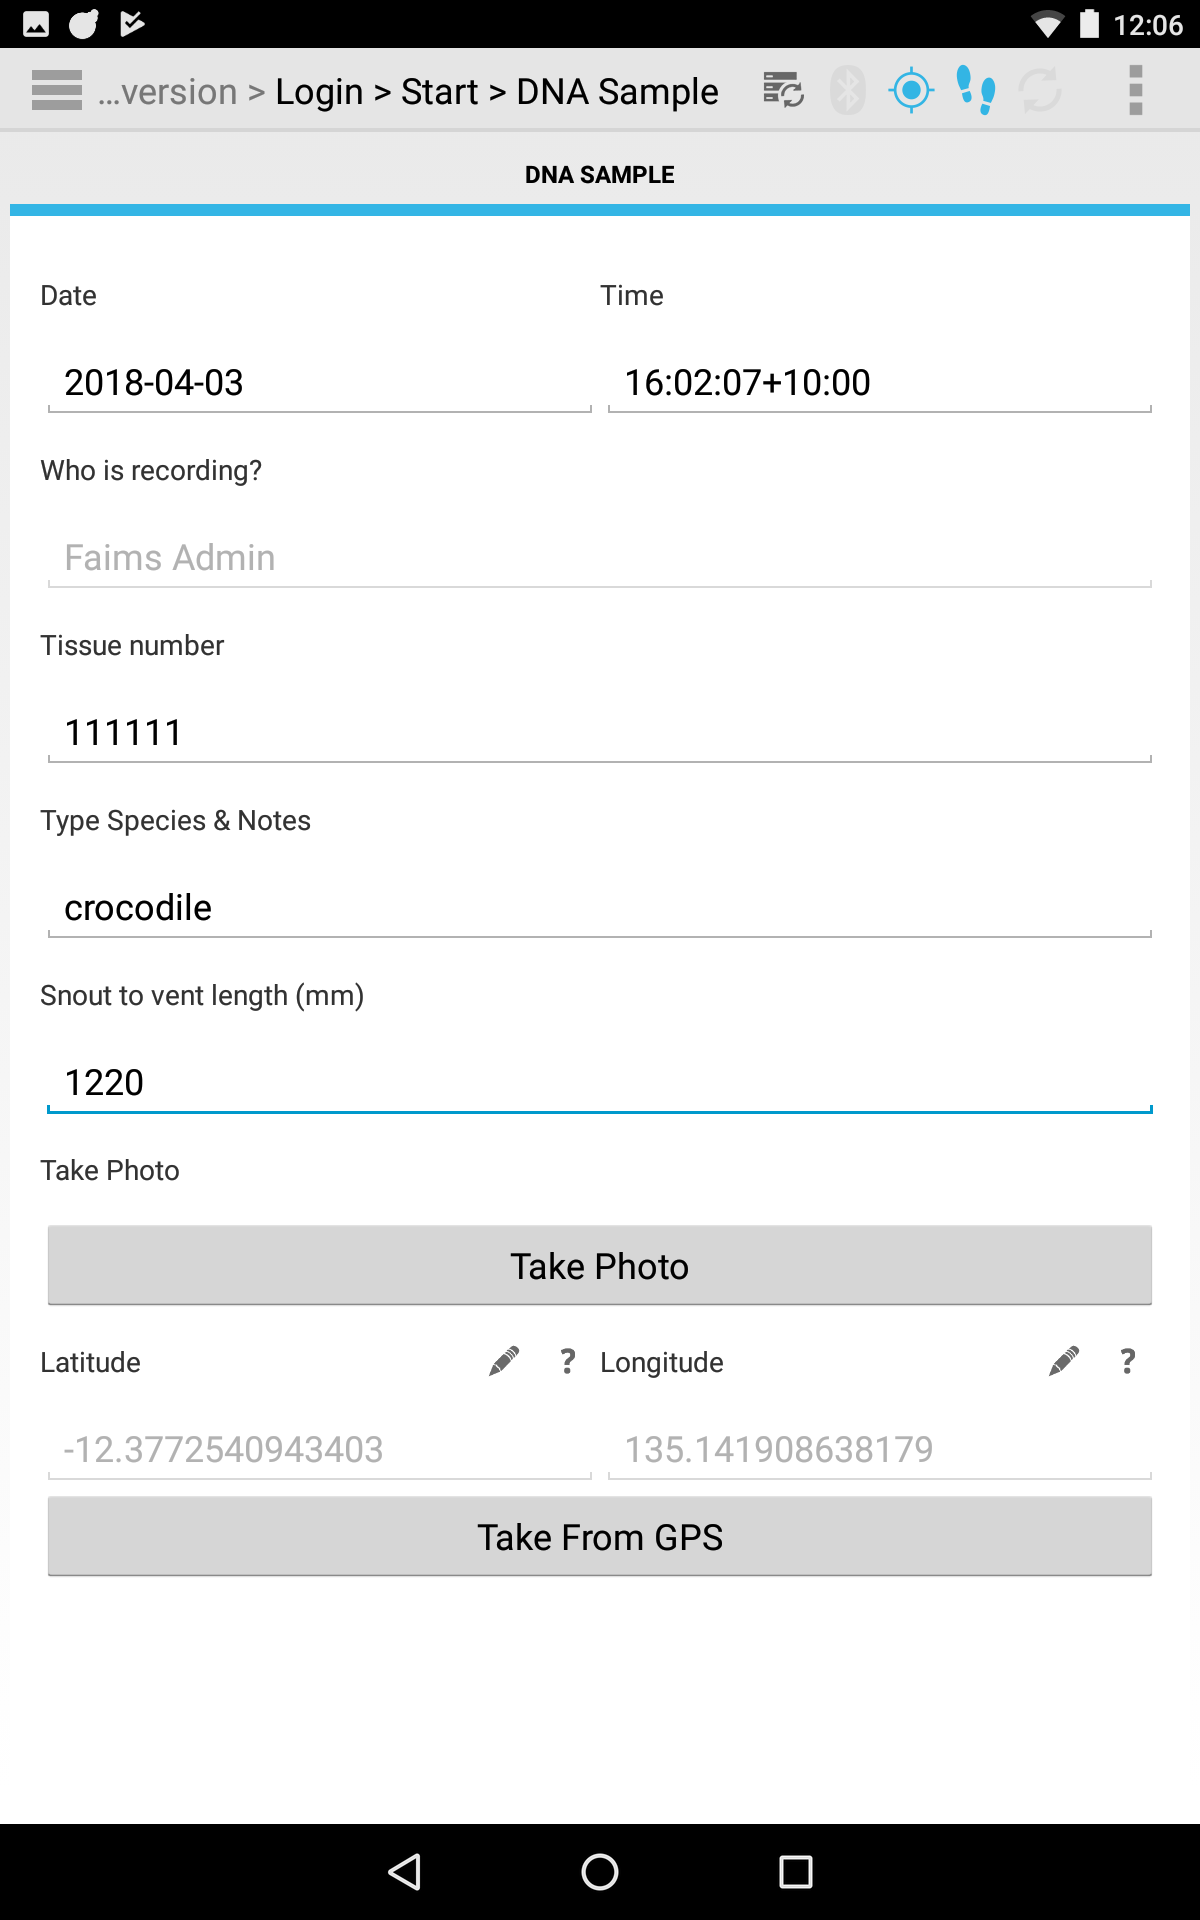 12:06
...version > Login > Start > DNA Sample
DNA SAMPLE
Date Time
2018-04-03 16:02:07+10:00
Who is recording?
Faims Admin
Tissue number
111111
Type Species & Notes
crocodile
Snout to vent length (mm)
1220
Take Photo
Take Photo
Latitude ? Longitude ?
-12.3772540943403 135.141908638179
Take From GPS